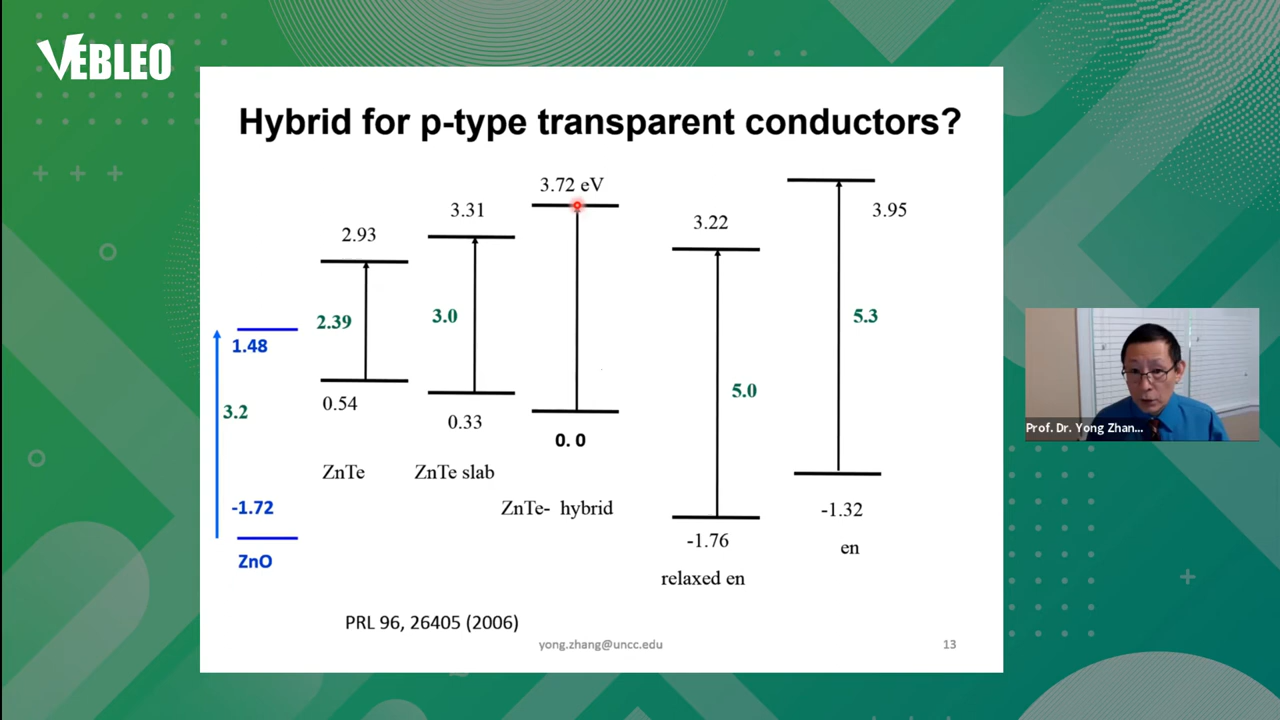 VEBLEO
Hybrid for p-type transparent conductors?
3.72 eV
3.31
2.93
3.22
3.95
2.39
3.0
5.3
1.48
3.2
5.0
0.54
0.33
0. 0
ZnTe
ZnTe slab
-1.72
ZnTe- hybrid
-1.32
-1.76
en
ZnO
relaxed en
PRL 96, 26405 (2006)
yong.zhang@uncc.edu
13
Prof. Dr. Yong Zhan...